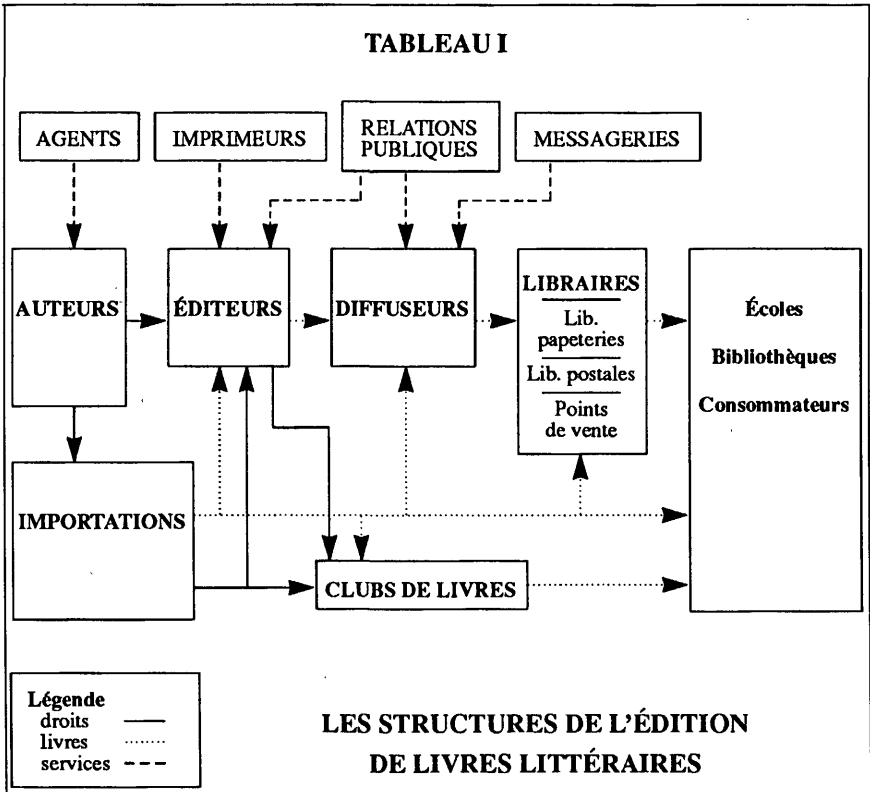 TABLEAU I
AGENTS
IMPRIMEURS
RELATIONS
PUBLIQUES
MESSAGERIES
AUTEURS
ÉDITEURS
DIFFUSEURS
LIBRAIRES
Lib.
papeteries
Lib. postales
Points
de vente
Écoles
Bibliothèques
Consommateurs
IMPORTATIONS
CLUBS DE LIVRES
Légende
droits
livres
services
LES STRUCTURES DE L'ÉDITION
DE LIVRES LITTÉRAIRES